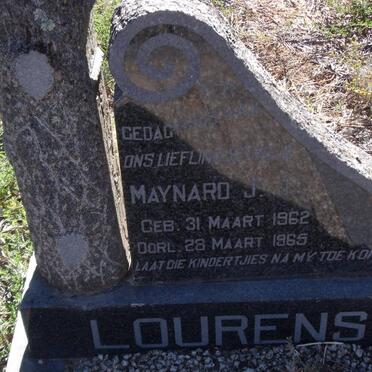 GEDAG
ONS LIEFLIN
MAYNARD J
GEB. 31 MAART 1962
OORL. 28 MAART 1965
LAAT DIE KINDERTJIES NA MY TOE KO
LOURENS